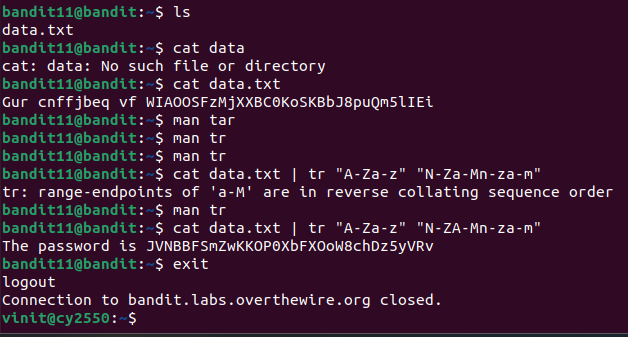 bandit11@bandit:~$ ls
data.txt
bandit11@bandit:~$ cat data
cat: data: No such file or directory
bandit11@bandit:~$ cat data.txt
Gur cnffjbeq vf WIAOOSFzMjXXBC0KoSKBbJ8puQm5lIEi
bandit11@bandit:~$ man tar
bandit11@bandit:~$ man tr
bandit11@bandit:~$ man tr
bandit11@bandit:~$ cat data.txt | tr "A-Za-z" "N-Za-Mn-za-m"
tr: range-endpoints of 'a-M' are in reverse collating sequence order
bandit11@bandit:~$ man tr
bandit11@bandit:~$ cat data.txt | tr "A-Za-z" "N-ZA-Mn-za-m"
The password is JVNBBFSmZwKKOP0XbFXOoW8chDz5yVRv
bandit11@bandit:~$ exit
logout
Connection to bandit.labs.overthewire.org closed.
vinit@cy2550:~$